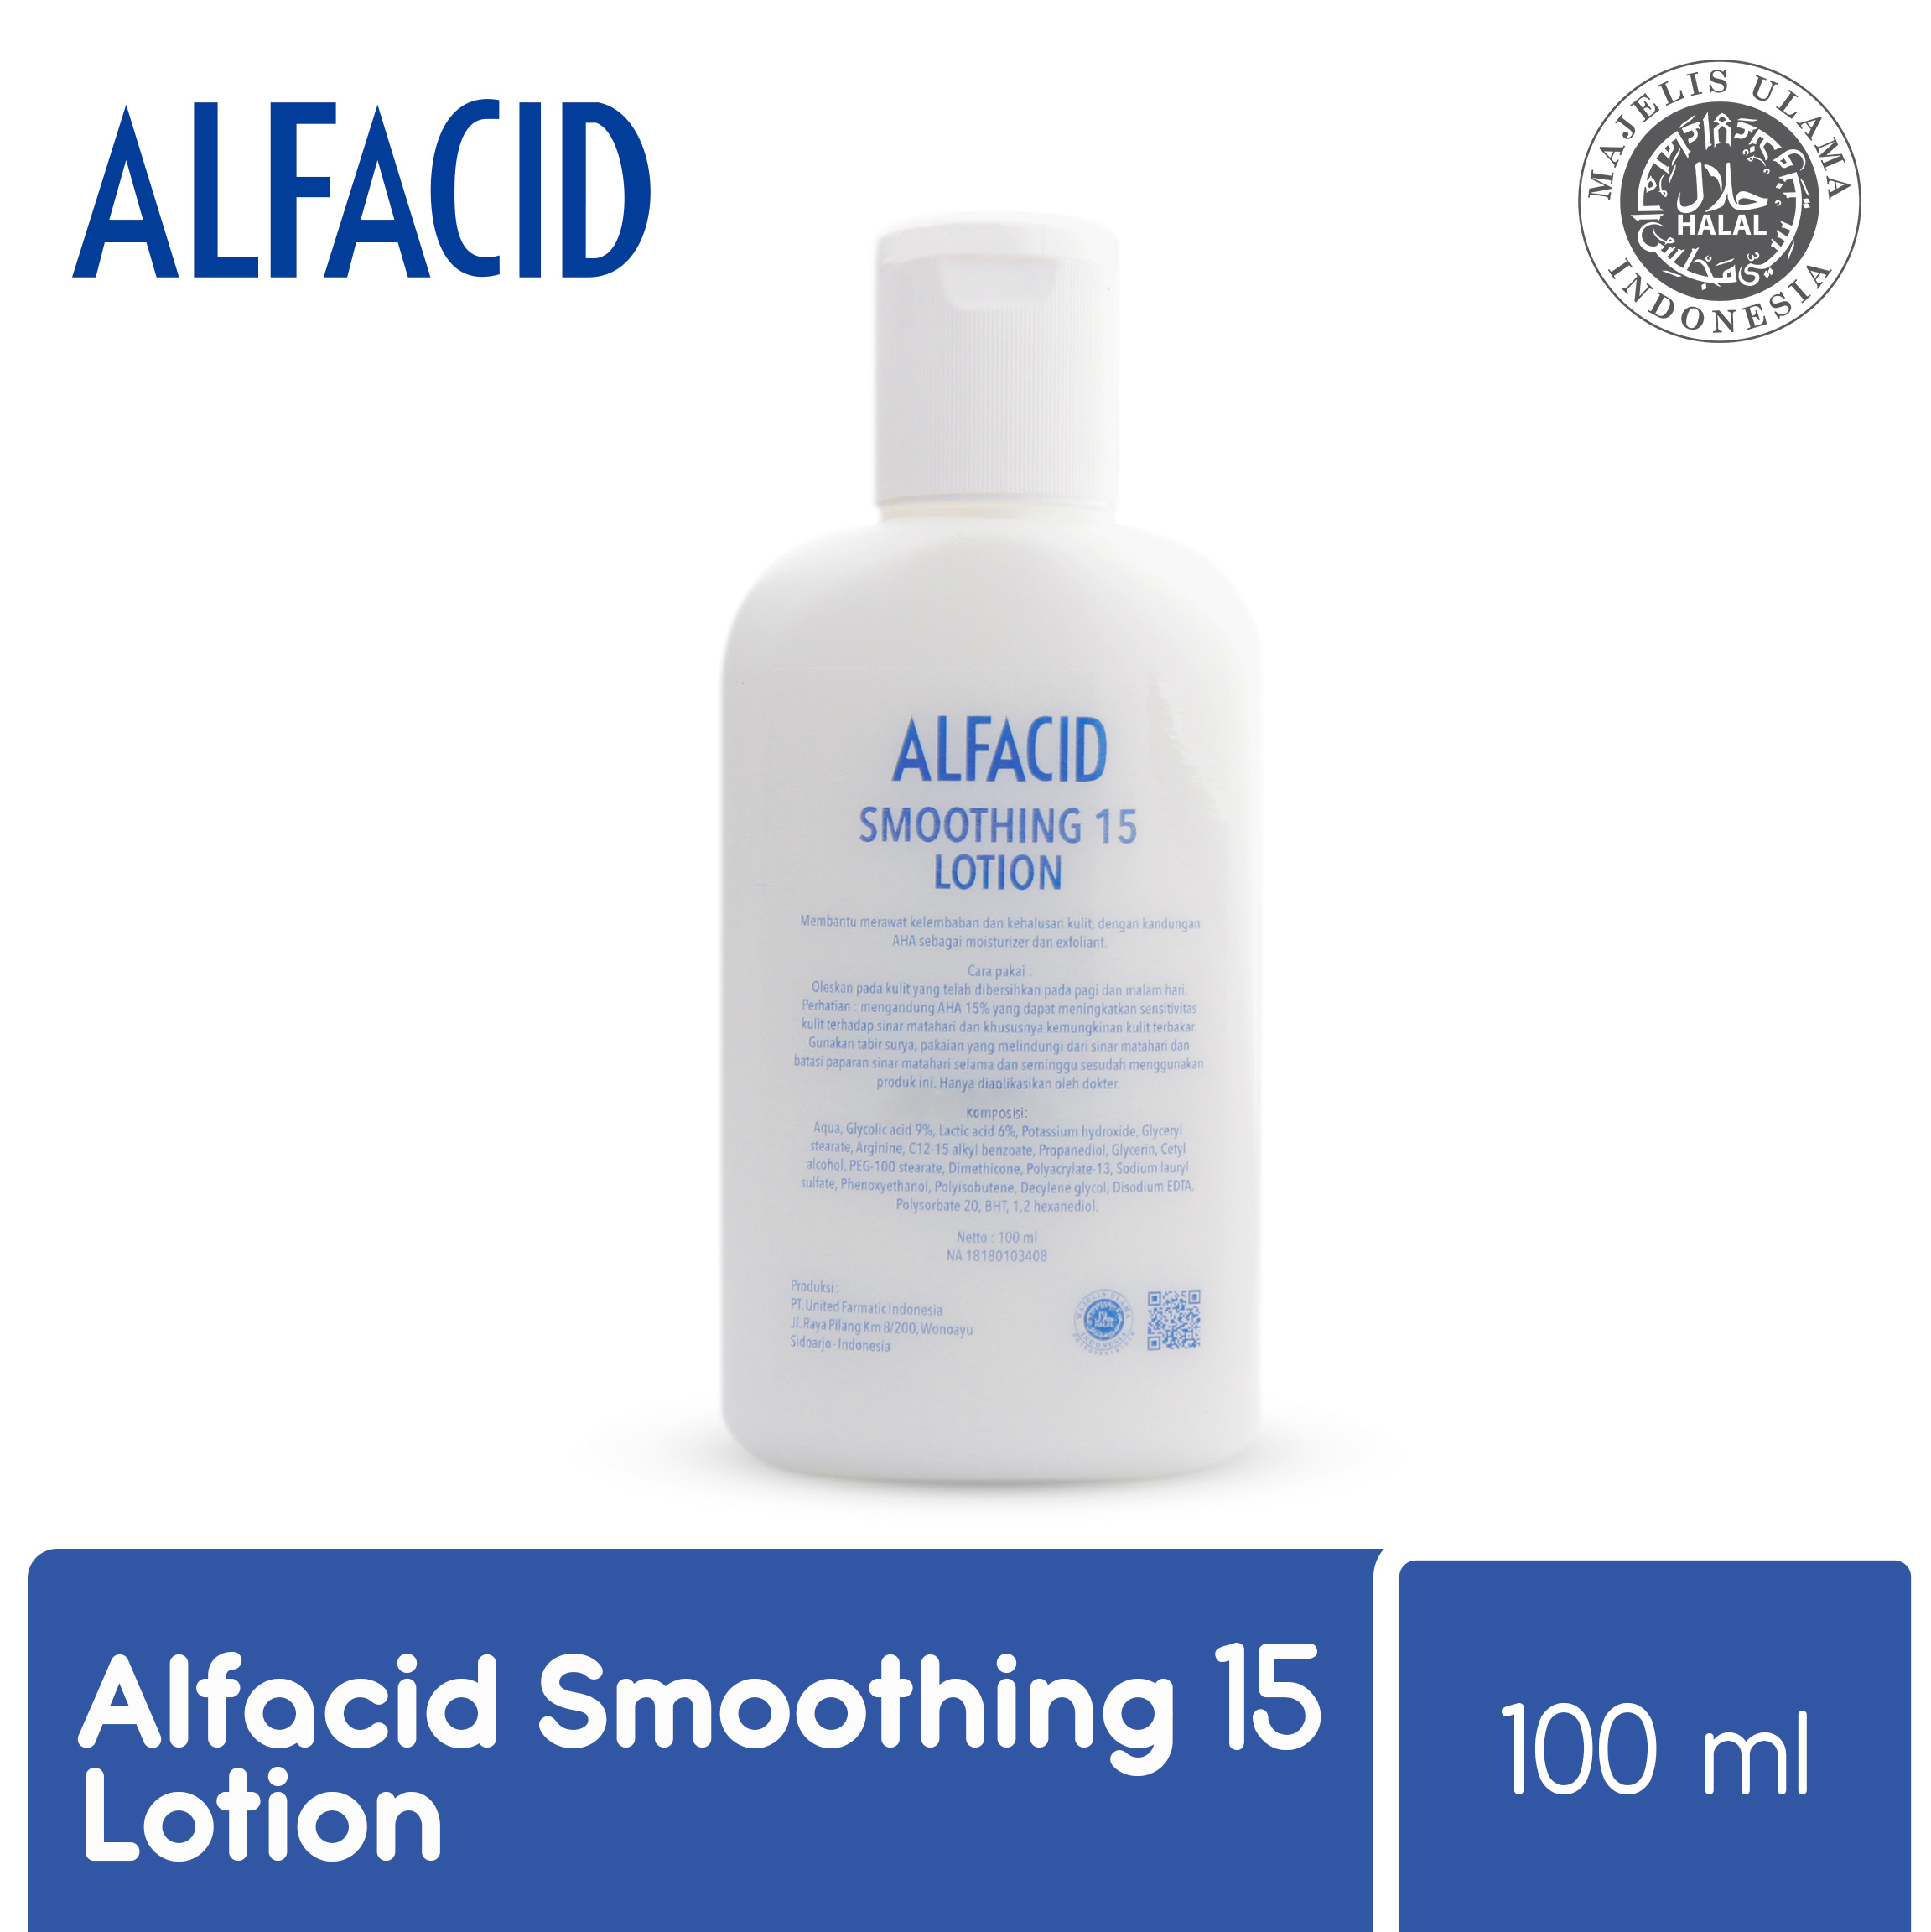 ALFACID
MAJELIS ULAMA
حلال
HALAL
INDONESIA
ALFACID
SMOOTHING 15
LOTION
Membantu merawat kelembaban dan kehalusan kulit, dengan kandungan
AHA sebagai moisturizer dan exfoliant.
Cara pakai :
Oleskan pada kulit yang telah dibersihkan pada pagi dan malam hari.
Perhatian : mengandung AHA 15% yang dapat meningkatkan sensitivitas
kulit terhadap sinar matahari dan khususnya kemungkinan kulit terbakar.
Gunakan tabir surya, pakaian yang melindungi dari sinar matahari dan
batasi paparan sinar matahari selama dan seminggu sesudah menggunakan
produk ini. Hanya diaplikasikan oleh dokter.
Komposisi:
Aqua, Glycolic acid 9%, Lactic acid 6%, Potassium hydroxide, Glyceryl
stearate, Arginine, C12-15 alkyl benzoate, Propanediol, Glycerin, Cetyl
alcohol, PEG-100 stearate, Dimethicone, Polyacrylate-13, Sodium lauryl
sulfate, Phenoxyethanol, Polyisobutene, Decylene glycol, Disodium EDTA,
Polysorbate 20, BHT, 1,2 hexanediol.
Netto : 100 ml
NA 18180103408
Produksi :
PT. United Farmatic Indonesia
Jl. Raya Pilang Km 8/200, Wonoayu
Sidoarjo - Indonesia
MAJELIS ULAMA
HALAL
INDONESIA
Alfacid Smoothing 15
Lotion
100 ml